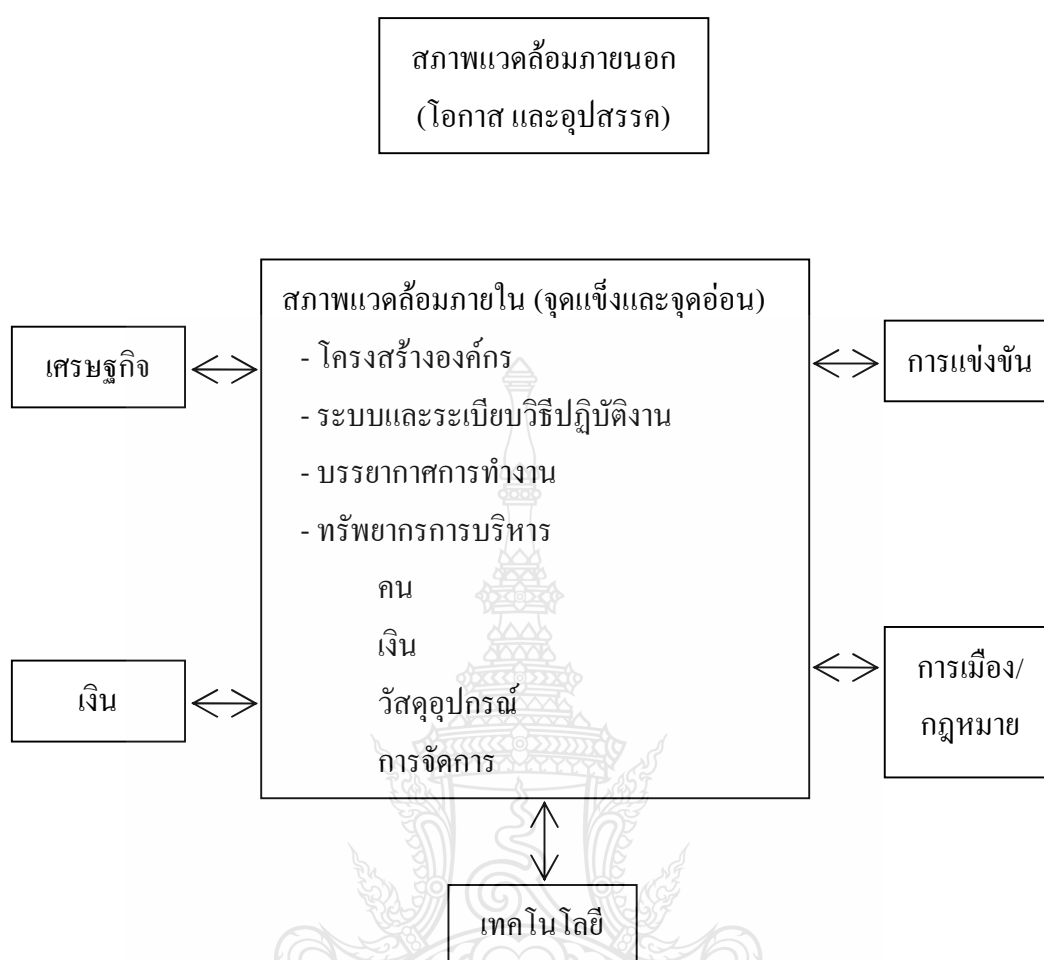 สภาพแวดล้อมภายนอก
(โอกาส และอุปสรรค)
สภาพแวดล้อมภายใน (จุดแข็งและจุดอ่อน)
- โครงสร้างองค์กร
- ระบบและระเบียบวิธีปฏิบัติงาน
- บรรยากาศการทำงาน
- ทรัพยากรการบริหาร
คน
เงิน
วัสดุอุปกรณ์
การจัดการ
เศรษฐกิจ
เงิน
การแข่งขัน
การเมือง/
กฎหมาย
เทคโนโลยี